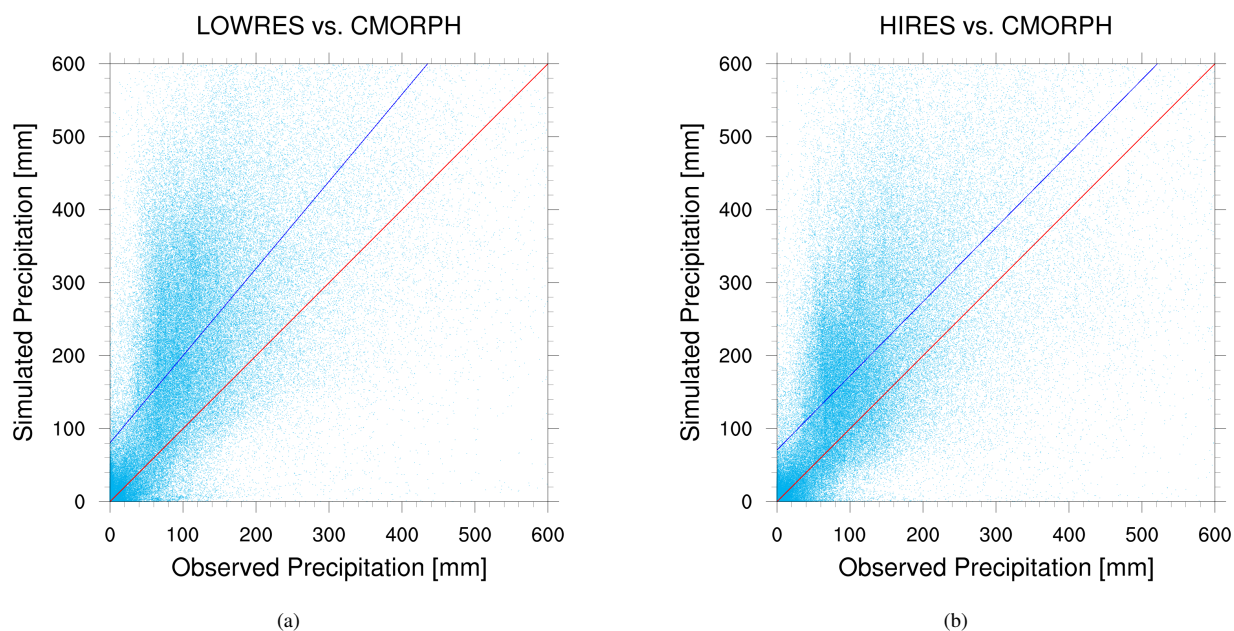 LOWRES vs. CMORPH
600
500
400
300
200
100
0
Simulated Precipitation [mm]
0 100 200 300 400 500 600
Observed Precipitation [mm]
(a)
HIRES vs. CMORPH
600
500
400
300
200
100
0
Simulated Precipitation [mm]
0 100 200 300 400 500 600
Observed Precipitation [mm]
(b)